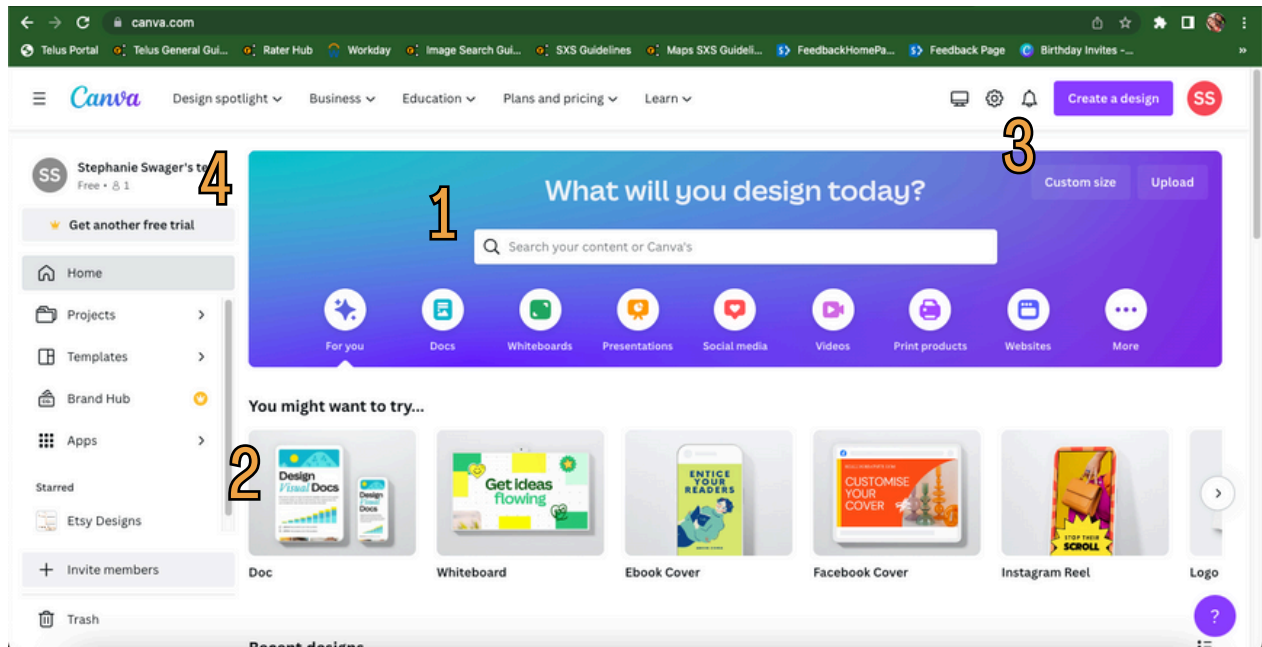 canva.com
Telus Portal Telus General Gui... Rater Hub Workday Image Search Gui... SXS Guidelines Maps SXS Guideli... FeedbackHomePa... Feedback Page Birthday Invites -... »
Canva Design spotlight Business Education Plans and pricing Learn Create a design SS
3
SS Stephanie Swager's te
Free • 1
4
Get another free trial
Home
Projects
Templates
Brand Hub
Apps
Starred
Etsy Designs
Invite members
Trash
1
What will you design today?
Custom size Upload
Search your content or Canva's
For you Docs Whiteboards Presentations Social media Videos Print products Websites More
You might want to try...
2
Design
Visual Docs
Design
Visual
Docs
Get ideas
flowing
ENTICE
YOUR
READERS
CUSTOMISE
YOUR
COVER
STOP THEIR
SCROLL
Doc Whiteboard Ebook Cover Facebook Cover Instagram Reel Logo
?
Recent designs